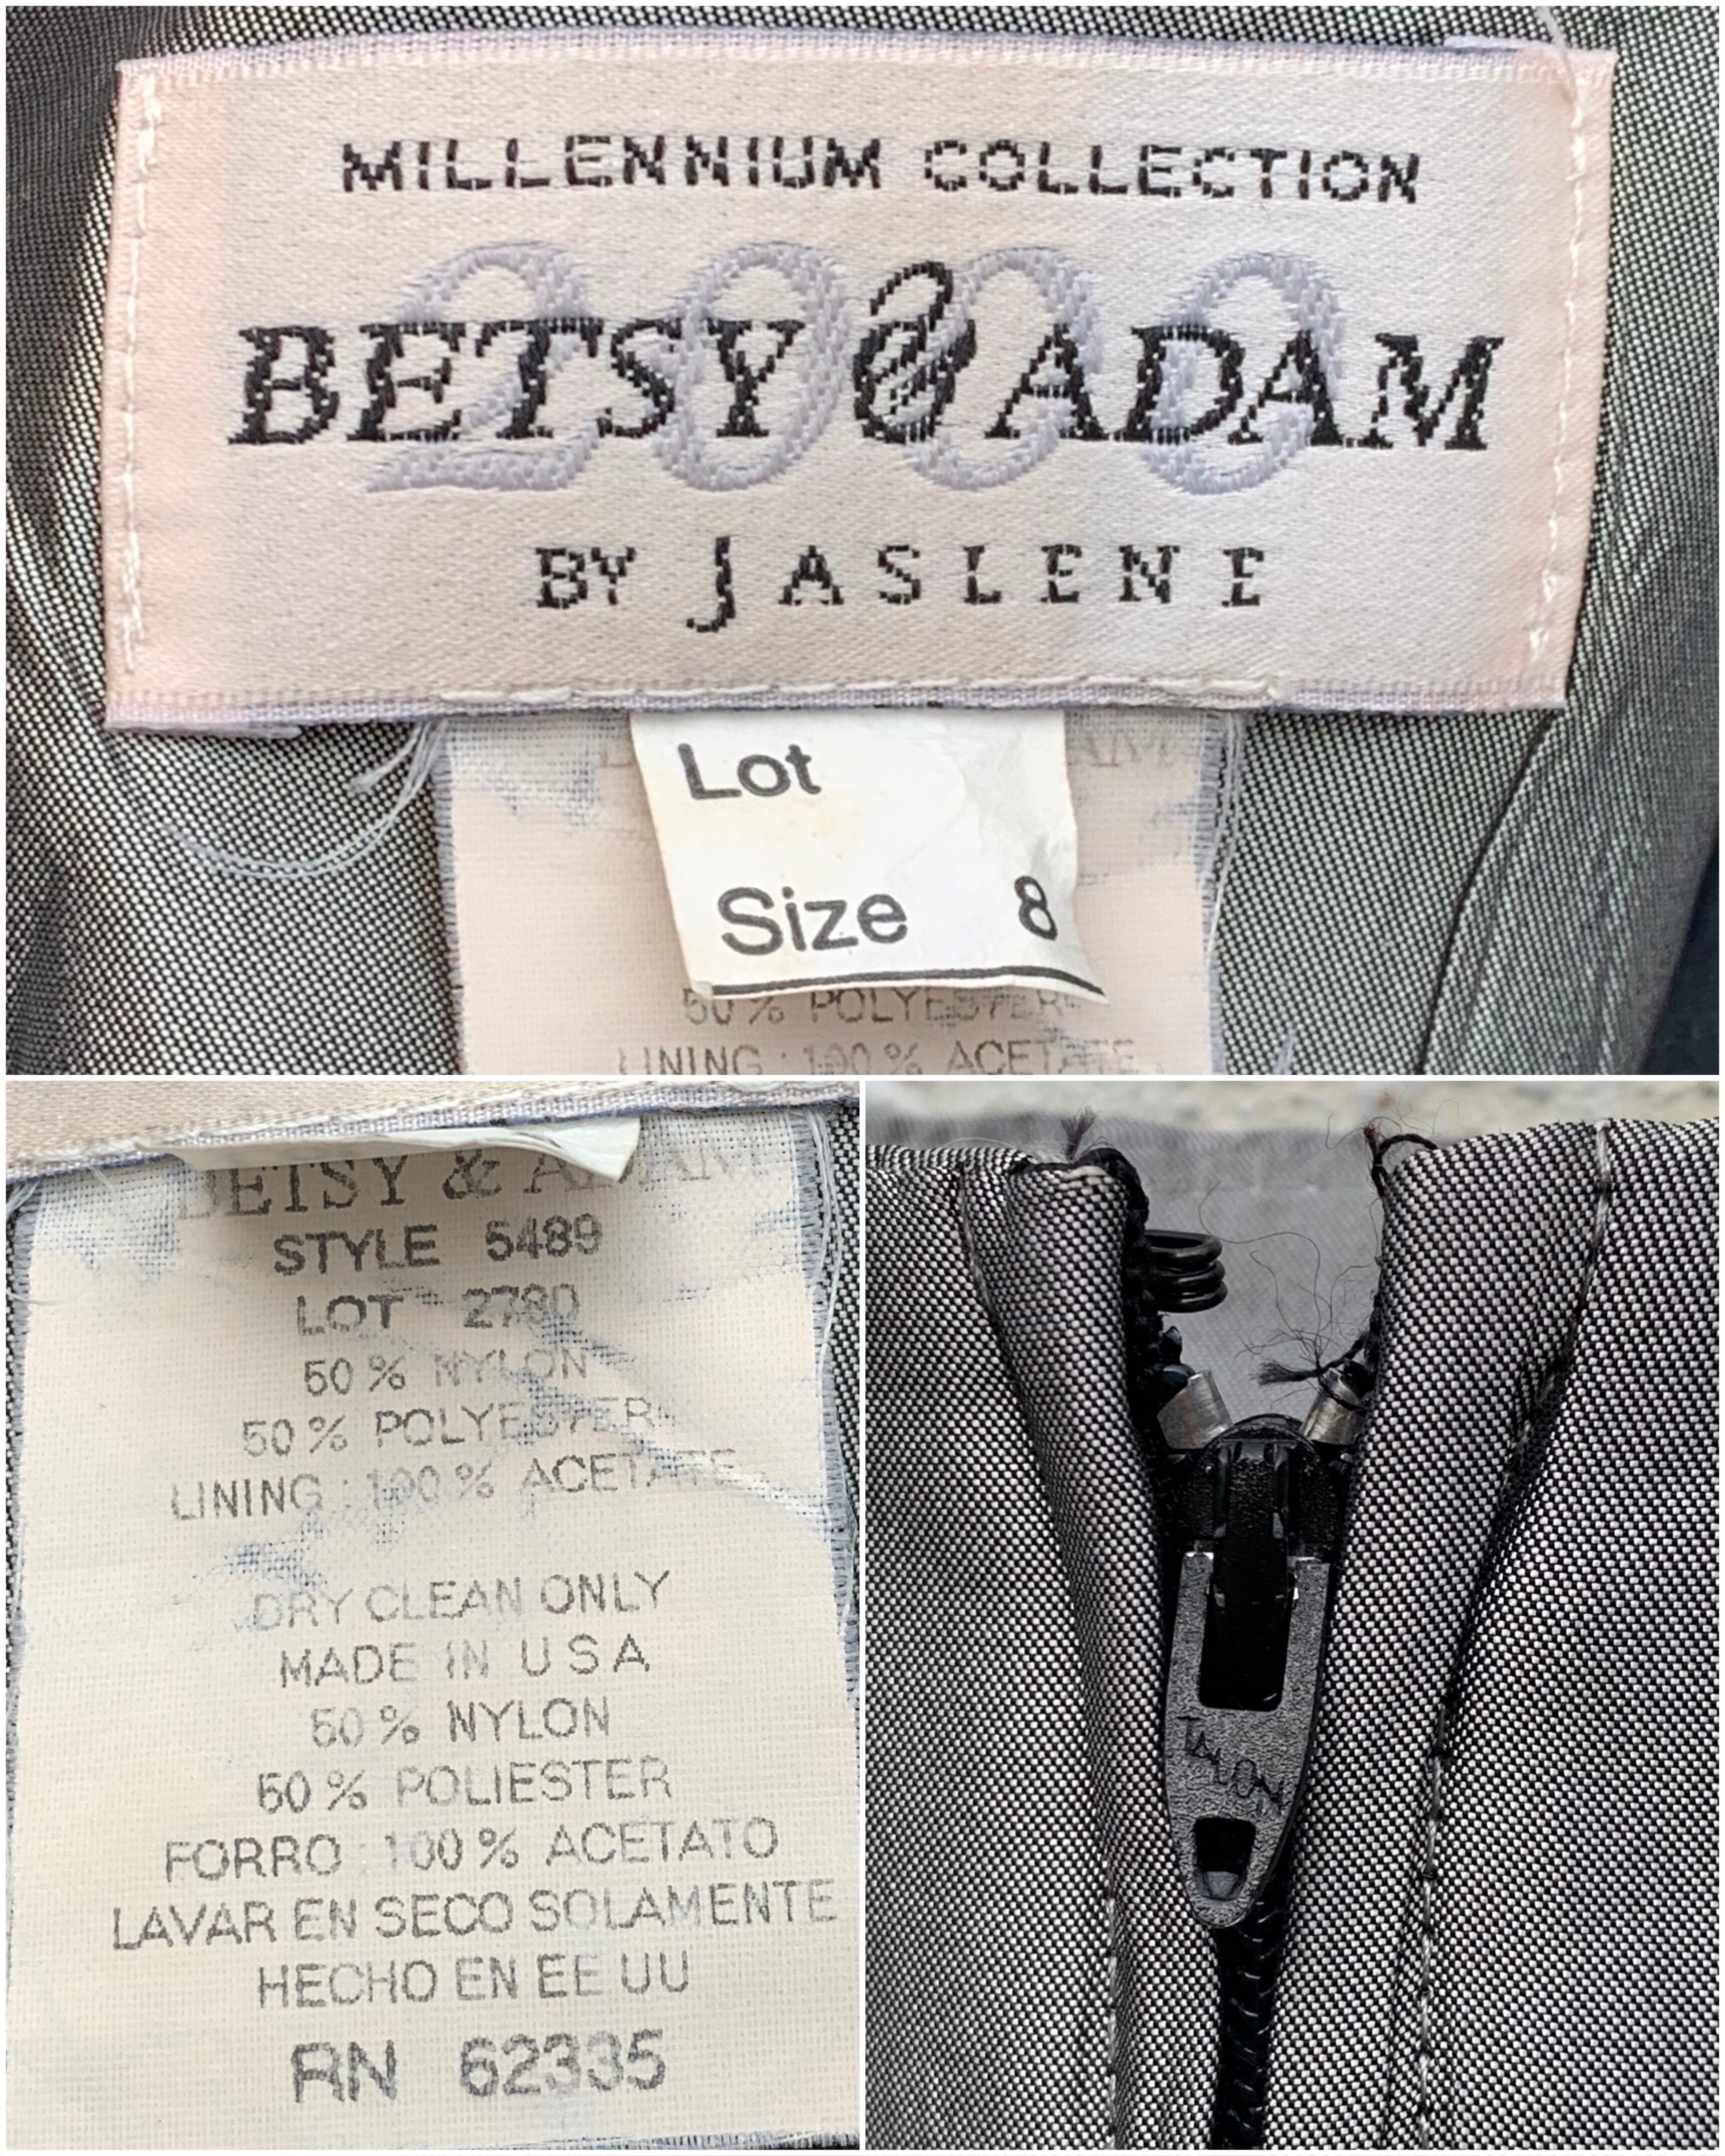 MILLENNIUM COLLECTION
2000
BETSY & ADAM
BY JASLENE
Lot
Size 8
50% POLYESTER
LINING : 100% ACETATE
BETSY & ADAM
STYLE 5489
LOT 2790
50% NYLON
50% POLYESTER
LINING : 100% ACETATE
DRY CLEAN ONLY
MADE IN USA
50% NYLON
50% POLIESTER
FORRO : 100% ACETATO
LAVAR EN SECO SOLAMENTE
HECHO EN EE UU
RN 62335
TALON